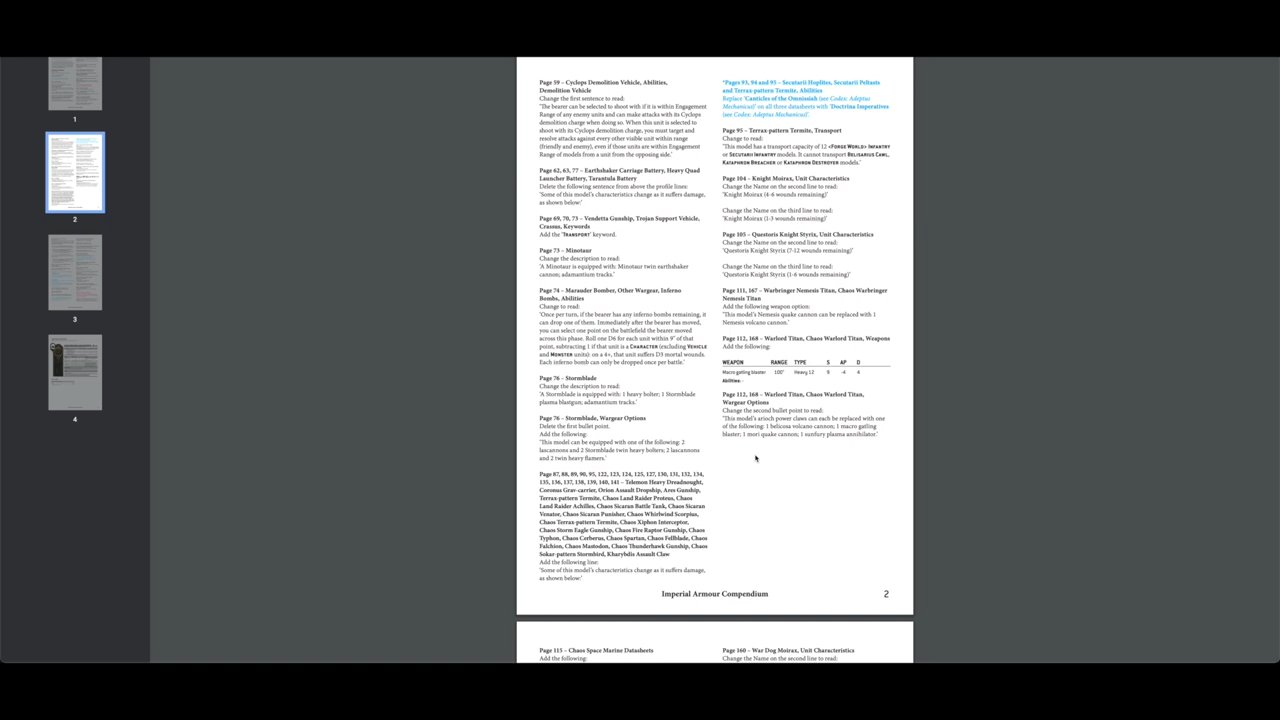 1
2
3
4
Page 59 – Cyclops Demolition Vehicle, Abilities,
Demolition Vehicle
Change the first sentence to read:
'The bearer can be selected to shoot with if it is within Engagement
Range of any enemy units and can make attacks with its Cyclops
demolition charge when doing so. When this unit is selected to
shoot with its Cyclops demolition charge, you must target and
resolve attacks against every other visible unit within range
(friendly and enemy), even if those units are within Engagement
Range of models from a unit from the opposing side.'
Page 62, 63, 77 – Earthshaker Carriage Battery, Heavy Quad
Launcher Battery, Tarantula Battery
Delete the following sentence from above the profile lines:
'Some of this model's characteristics change as it suffers damage,
as shown below:'
Page 69, 70, 73 – Vendetta Gunship, Trojan Support Vehicle,
Crassus, Keywords
Add the 'TRANSPORT' keyword.
Page 73 – Minotaur
Change the description to read:
'A Minotaur is equipped with: Minotaur twin earthshaker
cannon; adamantium tracks.'
Page 74 – Marauder Bomber, Other Wargear, Inferno
Bombs, Abilities
Change to read:
'Once per turn, if the bearer has any inferno bombs remaining, it
can drop one of them. Immediately after the bearer has moved,
you can select one point on the battlefield the bearer moved
across this phase. Roll one D6 for each unit within 9" of that
point, subtracting 1 if that unit is a CHARACTER (excluding VEHICLE
and MONSTER units): on a 4+, that unit suffers D3 mortal wounds.
Each inferno bomb can only be dropped once per battle.'
Page 76 – Stormblade
Change the description to read:
'A Stormblade is equipped with: 1 heavy bolter; 1 Stormblade
plasma blastgun; adamantium tracks.'
Page 76 – Stormblade, Wargear Options
Delete the first bullet point.
Add the following:
'This model can be equipped with one of the following: 2
lascannons and 2 Stormblade twin heavy bolters; 2 lascannons
and 2 twin heavy flamers.'
Page 87, 88, 89, 90, 95, 122, 123, 124, 125, 127, 130, 131, 132, 134,
135, 136, 137, 138, 139, 140, 141 – Telemon Heavy Dreadnought,
Coronus Grav-carrier, Orion Assault Dropship, Ares Gunship,
Terrax-pattern Termite, Chaos Land Raider Proteus, Chaos
Land Raider Achilles, Chaos Sicaran Battle Tank, Chaos Sicaran
Venator, Chaos Sicaran Punisher, Chaos Whirlwind Scorpius,
Chaos Terrax-pattern Termite, Chaos Xiphon Interceptor,
Chaos Storm Eagle Gunship, Chaos Fire Raptor Gunship, Chaos
Typhon, Chaos Cerberus, Chaos Spartan, Chaos Fellblade, Chaos
Falchion, Chaos Mastodon, Chaos Thunderhawk Gunship, Chaos
Sokar-pattern Stormbird, Kharybdis Assault Claw
Add the following line:
'Some of this model's characteristics change as it suffers damage,
as shown below:'
*Pages 93, 94 and 95 – Secutarii Hoplites, Secutarii Peltasts
and Terrax-pattern Termite, Abilities
Replace 'Canticles of the Omnissiah (see Codex: Adeptus
Mechanicus)' on all three datasheets with 'Doctrina Imperatives
(see Codex: Adeptus Mechanicus)'.
Page 95 – Terrax-pattern Termite, Transport
Change to read:
'This model has a transport capacity of 12 <FORGE WORLD> INFANTRY
or SECUTARII INFANTRY models. It cannot transport BELISARIUS CAWL,
KATAPHRON BREACHER or KATAPHRON DESTROYER models.'
Page 104 – Knight Moirax, Unit Characteristics
Change the Name on the second line to read:
'Knight Moirax (4-6 wounds remaining)'
Change the Name on the third line to read:
'Knight Moirax (1-3 wounds remaining)'
Page 105 – Questoris Knight Styrix, Unit Characteristics
Change the Name on the second line to read:
'Questoris Knight Styrix (7-12 wounds remaining)'
Change the Name on the third line to read:
'Questoris Knight Styrix (1-6 wounds remaining)'
Page 111, 167 – Warbringer Nemesis Titan, Chaos Warbringer
Nemesis Titan
Add the following weapon option:
'This model's Nemesis quake cannon can be replaced with 1
Nemesis volcano cannon.'
Page 112, 168 – Warlord Titan, Chaos Warlord Titan, Weapons
Add the following:
WEAPON RANGE TYPE S AP D
Macro gatling blaster 100" Heavy 12 9 -4 4
Abilities: -
Page 112, 168 – Warlord Titan, Chaos Warlord Titan,
Wargear Options
Change the second bullet point to read:
'This model's arioch power claws can each be replaced with one
of the following: 1 belicosa volcano cannon; 1 macro gatling
blaster; 1 mori quake cannon; 1 sunfury plasma annihilator.'
Imperial Armour Compendium 2
Page 115 – Chaos Space Marine Datasheets
Add the following:
Page 160 – War Dog Moirax, Unit Characteristics
Change the Name on the second line to read: